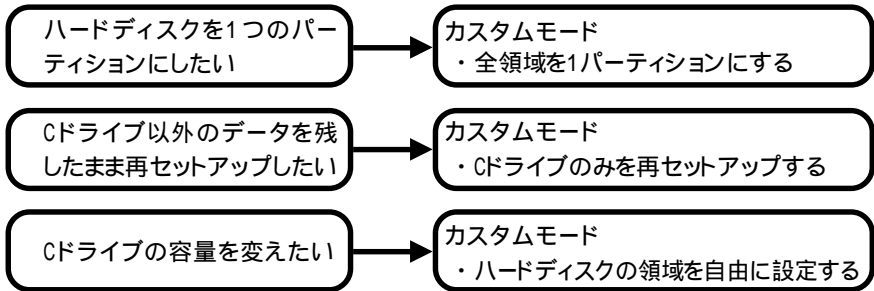 ハードディスクを1つのパー
ティションにしたい
カスタムモード
・全領域を1パーティションにする
Cドライブ以外のデータを残
したまま再セットアップしたい
カスタムモード
・Cドライブのみを再セットアップする
Cドライブの容量を変えたい
カスタムモード
・ハードディスクの領域を自由に設定する